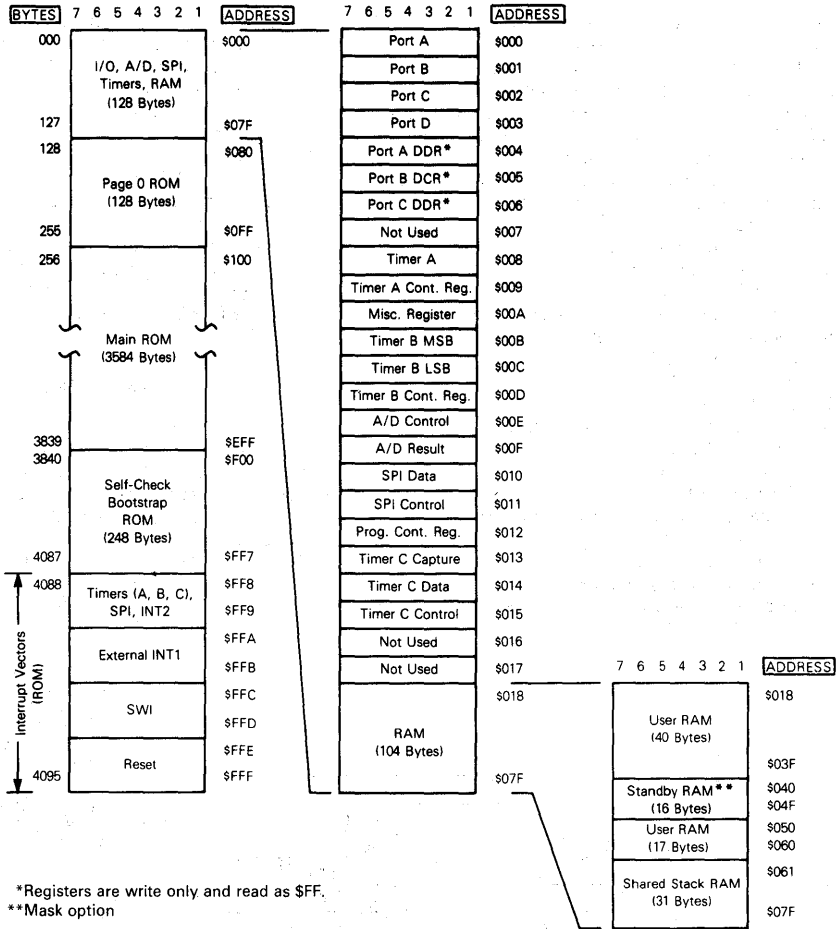 BYTES 7 6 5 4 3 2 1 ADDRESS
000 $000
I/O, A/D, SPI,
Timers, RAM
(128 Bytes)
127 $07F
128 $080
Page 0 ROM
(128 Bytes)
255 $0FF
256 $100
Main ROM
(3584 Bytes)
3839 $EFF
3840 $F00
Self-Check
Bootstrap
ROM
(248 Bytes)
4087 $FF7
4088 $FF8
Timers (A, B, C),
SPI, INT2
$FF9
$FFA
External INT1
$FFB
$FFC
SWI
$FFD
$FFE
Reset
4095 $FFF
Interrupt Vectors
(ROM)
7 6 5 4 3 2 1 ADDRESS
Port A $000
Port B $001
Port C $002
Port D $003
Port A DDR* $004
Port B DCR* $005
Port C DDR* $006
Not Used $007
Timer A $008
Timer A Cont. Reg. $009
Misc. Register $00A
Timer B MSB $00B
Timer B LSB $00C
Timer B Cont. Reg. $00D
A/D Control $00E
A/D Result $00F
SPI Data $010
SPI Control $011
Prog. Cont. Reg. $012
Timer C Capture $013
Timer C Data $014
Timer C Control $015
Not Used $016
Not Used $017
$018
RAM
(104 Bytes)
$07F
7 6 5 4 3 2 1 ADDRESS
$018
User RAM
(40 Bytes)
$03F
Standby RAM** $040
(16 Bytes) $04F
User RAM $050
(17 Bytes) $060
$061
Shared Stack RAM
(31 Bytes)
$07F
*Registers are write only and read as $FF.
**Mask option